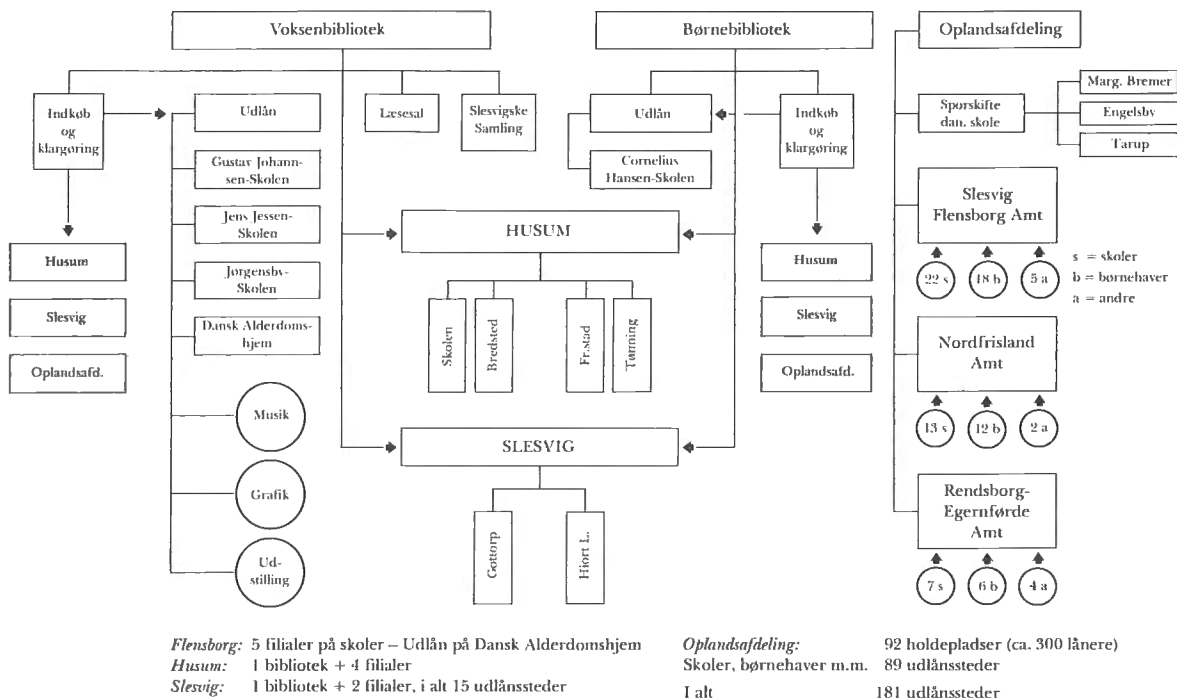 Voksenbibliotek
Børnebibliotek
Oplandsafdeling
Indkøb
og
klargøring
Udlån
Læsesal
Slesvigske
Samling
Udlån
Indkøb
og
klargøring
Sporskifte
dan. skole
Marg. Bremer
Engelsby
Tarup
Gustav Johann-
sen-Skolen
Cornelius
Hansen-Skolen
Jens Jessen-
Skolen
Jørgensby-
Skolen
Dansk Alderdoms-
hjem
Musik
Grafik
Ud-
stilling
Husum
Slesvig
Oplandsafd.
HUSUM
Skolen
Bredsted
Fr.stad
Tønning
SLESVIG
Gottorp
Hiort L.
Husum
Slesvig
Oplandsafd.
Slesvig
Flensborg Amt
22 s
18 b
5 a
s = skoler
b = børnehaver
a = andre
Nordfrisland
Amt
13 s
12 b
2 a
Rendsborg-
Egernførde
Amt
7 s
6 b
4 a
Flensborg: 5 filialer på skoler – Udlån på Dansk Alderdomshjem
Husum: 1 bibliotek + 4 filialer
Slesvig: 1 bibliotek + 2 filialer, i alt 15 udlånssteder
Oplandsafdeling: 92 holdepladser (ca. 300 lånere)
Skoler, børnehaver m.m. 89 udlånssteder
I alt 181 udlånssteder